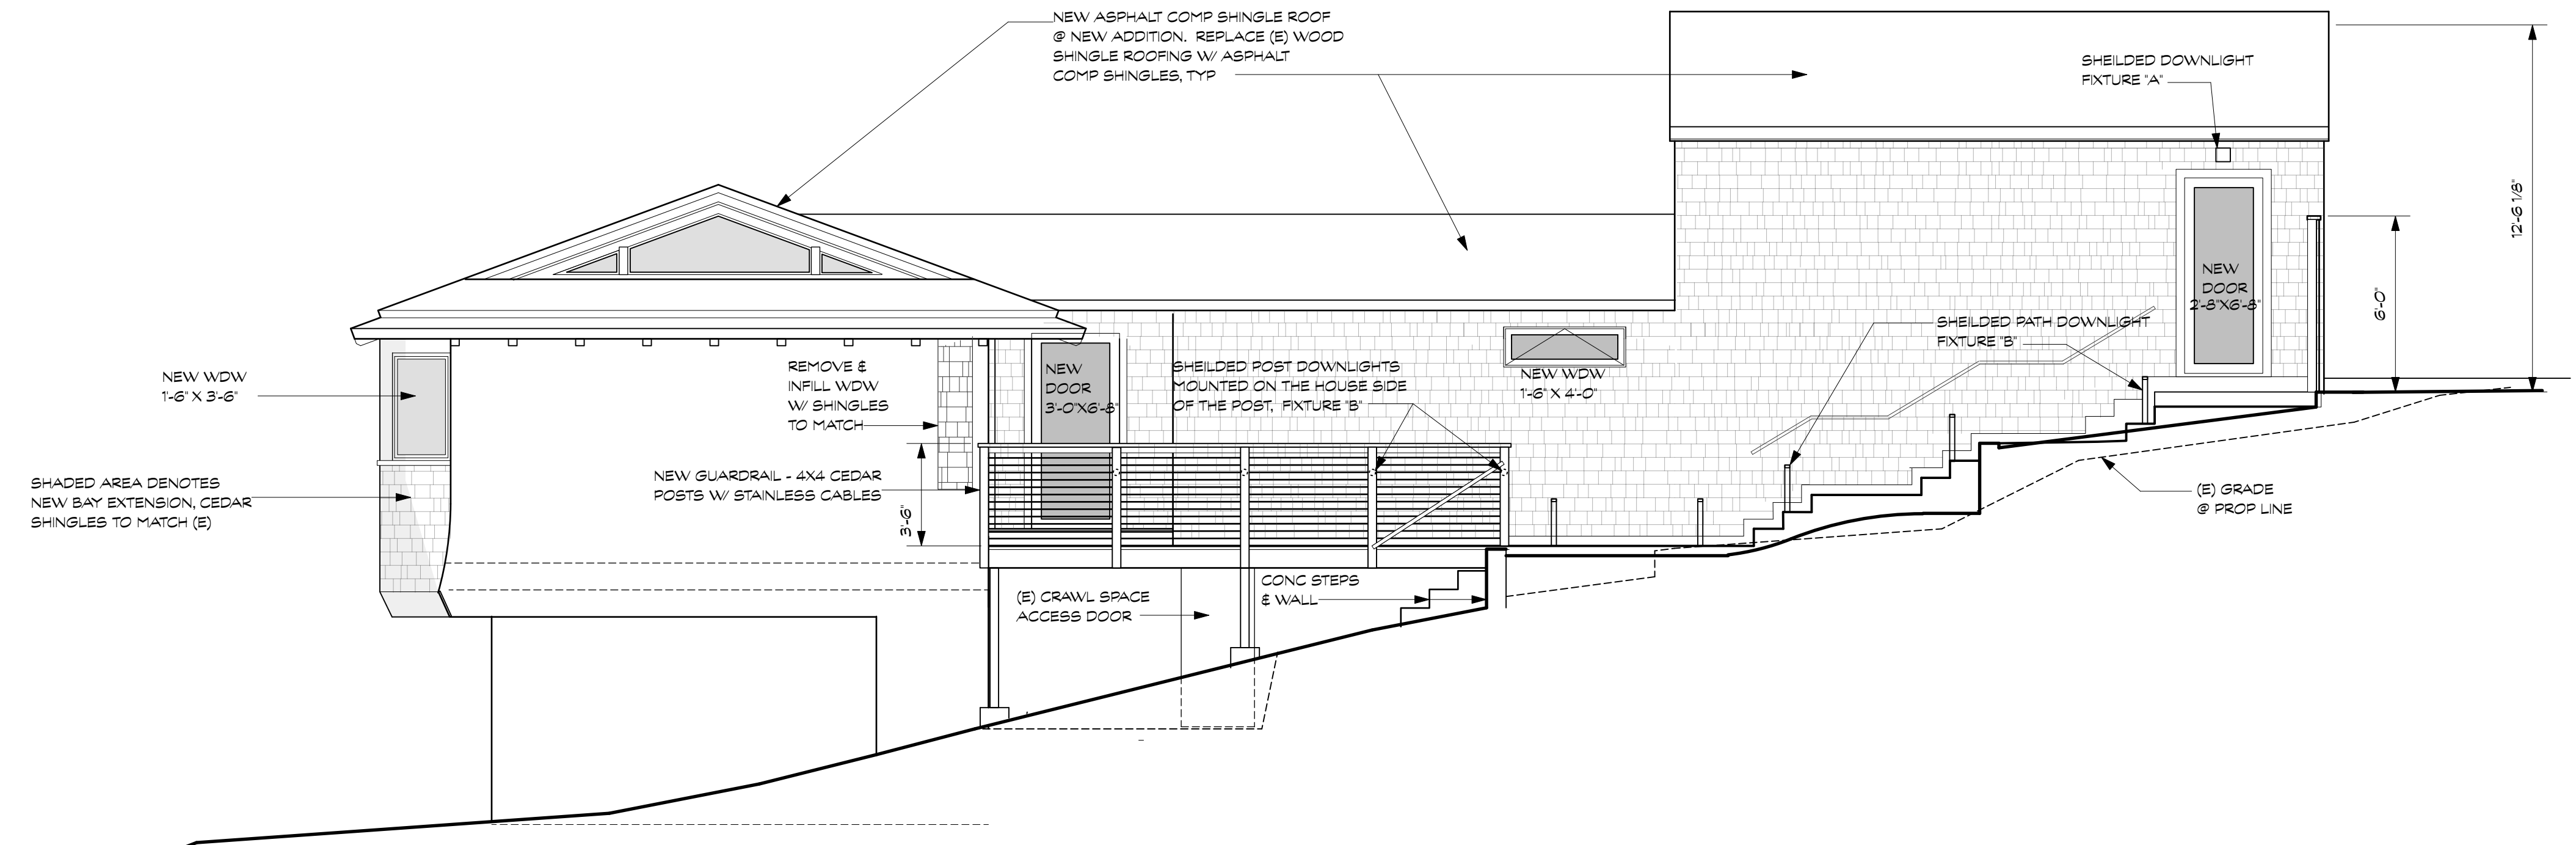 NEW ASPHALT COMP SHINGLE ROOF
@ NEW ADDITION. REPLACE (E) WOOD
SHINGLE ROOFING W/ ASPHALT
COMP SHINGLES, TYP
SHEILDED DOWNLIGHT
FIXTURE "A"
12'-6 1/8"
6'-0"
NEW
DOOR
2'-8"X6'-8"
SHEILDED PATH DOWNLIGHT
FIXTURE "B"
NEW WDW
1'-6" X 3'-6"
REMOVE &
INFILL WDW
W/ SHINGLES
TO MATCH
NEW
DOOR
3'-0"X6'-8"
SHEILDED POST DOWNLIGHTS
MOUNTED ON THE HOUSE SIDE
OF THE POST, FIXTURE "B"
NEW WDW
1'-6" X 4'-0"
SHADED AREA DENOTES
NEW BAY EXTENSION, CEDAR
SHINGLES TO MATCH (E)
NEW GUARDRAIL - 4X4 CEDAR
POSTS W/ STAINLESS CABLES
3'-6"
(E) GRADE
@ PROP LINE
(E) CRAWL SPACE
ACCESS DOOR
CONC STEPS
& WALL